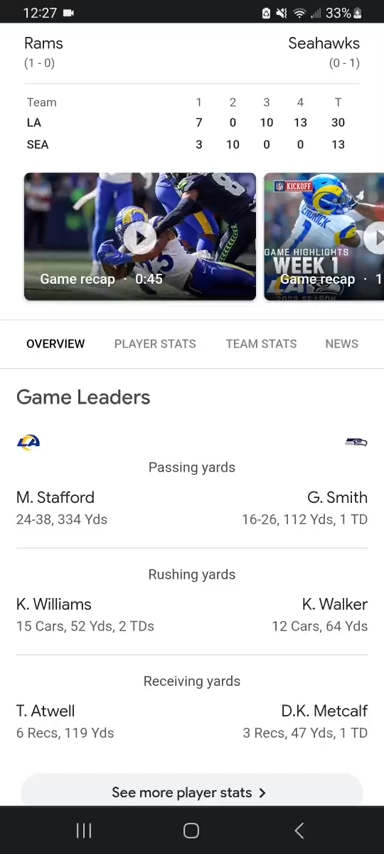 12:27 33%
Rams Seahawks
(1 - 0) (0 - 1)
Team 1 2 3 4 T
LA 7 0 10 13 30
SEA 3 10 0 0 13
KICKOFF
GAME HIGHLIGHTS
WEEK 1
Game recap · 0:45 Game recap · 1
OVERVIEW PLAYER STATS TEAM STATS NEWS
Game Leaders
Passing yards
M. Stafford G. Smith
24-38, 334 Yds 16-26, 112 Yds, 1 TD
Rushing yards
K. Williams K. Walker
15 Cars, 52 Yds, 2 TDs 12 Cars, 64 Yds
Receiving yards
T. Atwell D.K. Metcalf
6 Recs, 119 Yds 3 Recs, 47 Yds, 1 TD
See more player stats